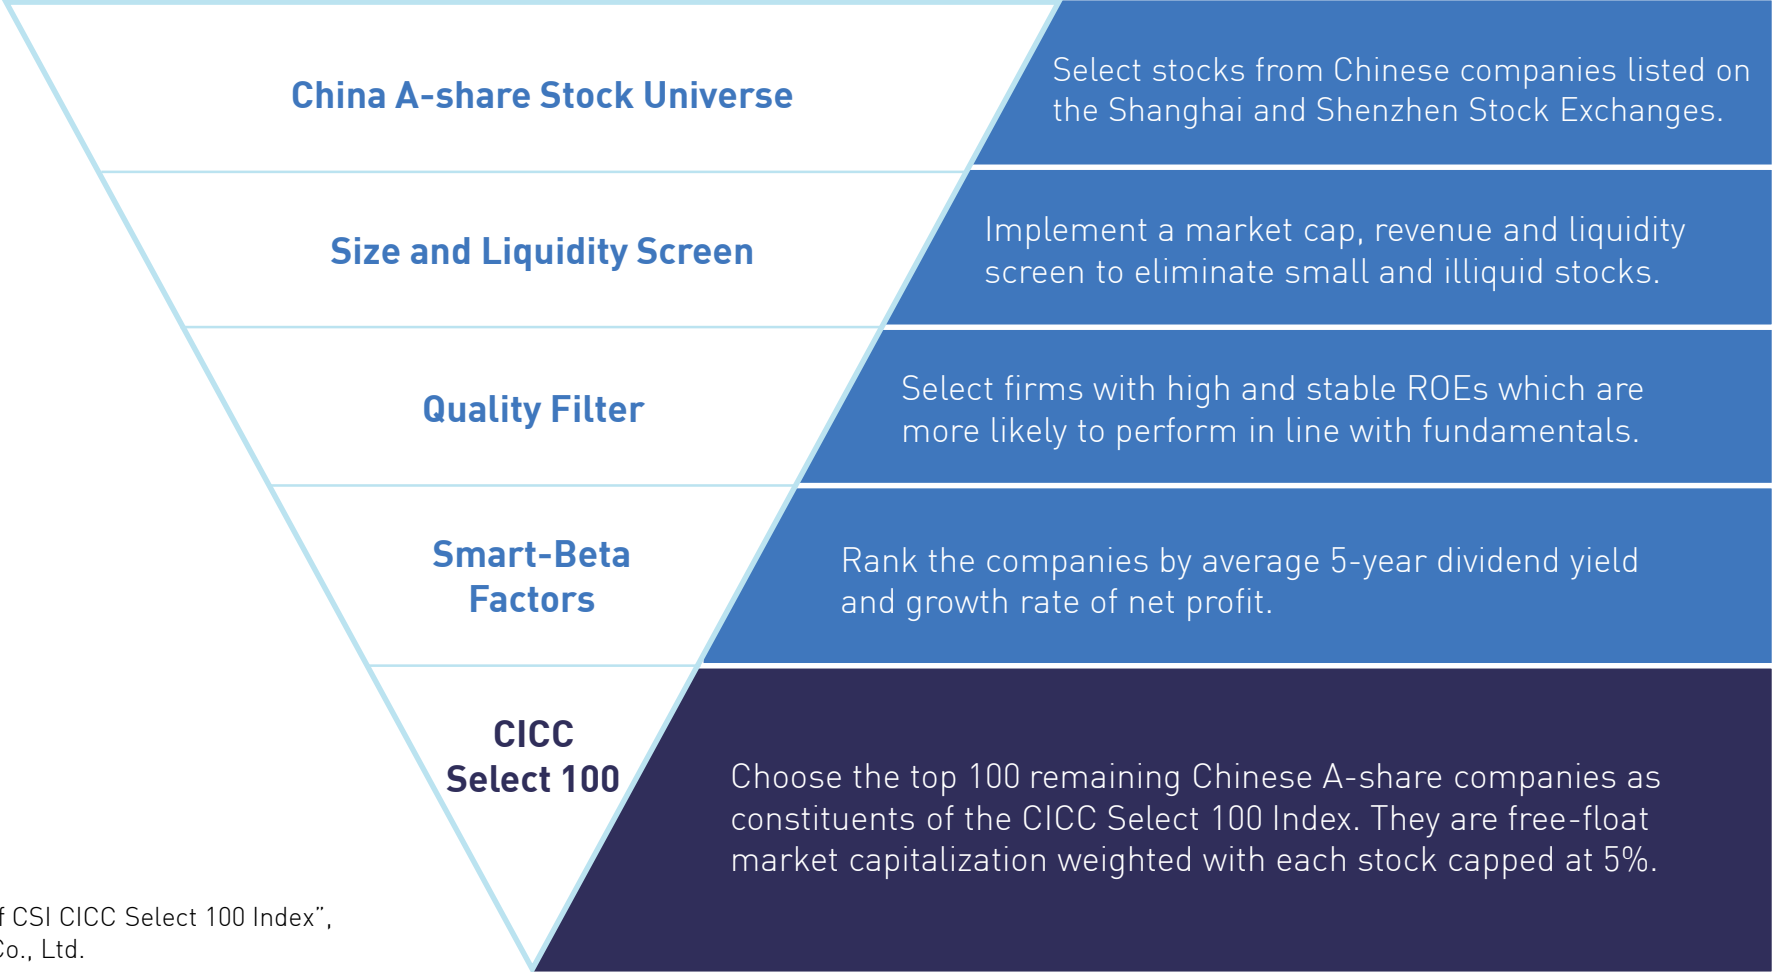 China A-share Stock Universe
Select stocks from Chinese companies listed on
the Shanghai and Shenzhen Stock Exchanges.
Size and Liquidity Screen
Implement a market cap, revenue and liquidity
screen to eliminate small and illiquid stocks.
Quality Filter
Select firms with high and stable ROEs which are
more likely to perform in line with fundamentals.
Smart-Beta
Factors
Rank the companies by average 5-year dividend yield
and growth rate of net profit.
CICC
Select 100
Choose the top 100 remaining Chinese A-share companies as
constituents of the CICC Select 100 Index. They are free-float
market capitalization weighted with each stock capped at 5%.
f CSI CICC Select 100 Index”,
Co., Ltd.